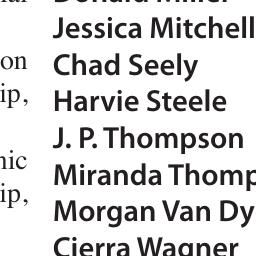 Jessica Mitchell
on
Chad Seely
ip,
Harvie Steele
J. P. Thompson
nic
Miranda Thomp
ip,
Morgan Van Dy
Cierra Wagner